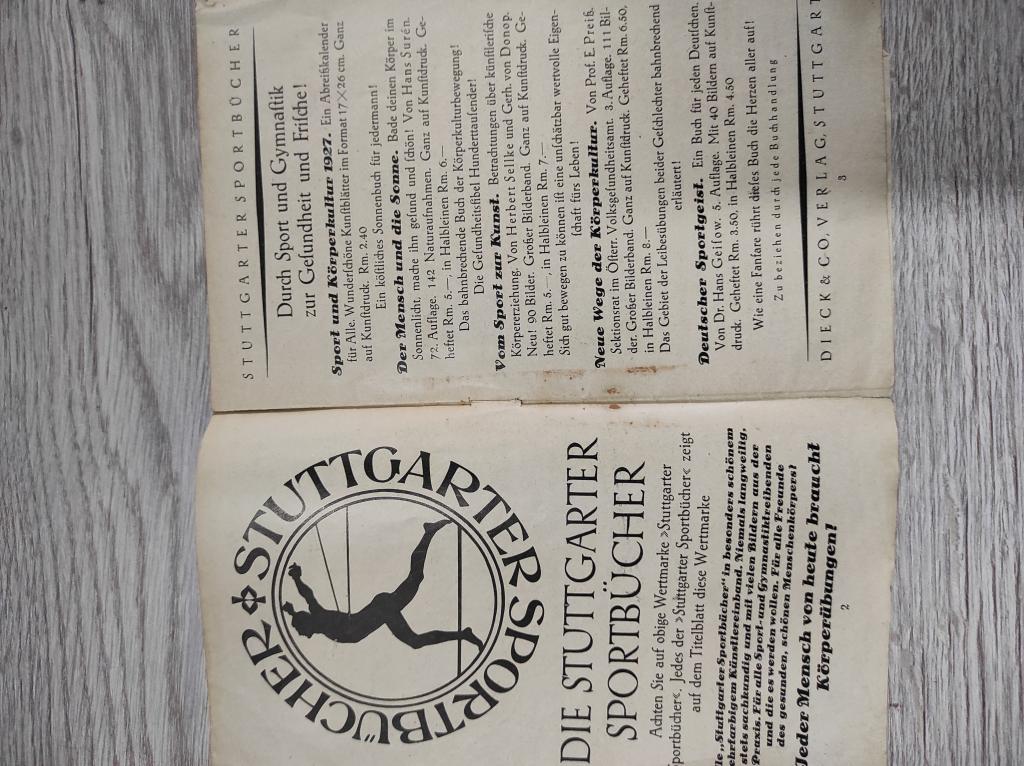 STUTTGARTER SPORTBÜCHER
DIE STUTTGARTER
SPORTBÜCHER
Achten Sie auf obige Wertmarke »Stuttgarter
Sportbücher«. Jedes der »Stuttgarter Sportbücher« zeigt
auf dem Titelblatt diese Wertmarke
lle „Stuttgarter Sportbücher“ in besonders schönem
ehrfarbigem Künstlereinband. Niemals langweilig,
stets sachkundig und mit vielen Bildern aus der
Praxis. Für alle Sport- und Gymnastiktreibenden
und die es werden wollen. Für alle Freunde
des gesunden, schönen Menschenkörpers!
Jeder Mensch von heute braucht
Körperübungen!
2
STUTTGARTER SPORTBÜCHER
Durch Sport und Gymnaſtik
zur Geſundheit und Friſche!
Sport und Körperkultur 1927. Ein Abreißkalender
für Alle. Wunderſchöne Kunſtblätter im Format 17×26 cm. Ganz
auf Kunſtdruck. Rm. 2.40
Ein köſtliches Sonnenbuch für jedermann!
Der Mensch und die Sonne. Bade deinen Körper im
Sonnenlicht, mache ihn geſund und ſchön! Von Hans Surén.
72. Auflage. 142 Naturaufnahmen. Ganz auf Kunſtdruck. Ge-
heftet Rm. 5.—, in Halbleinen Rm. 6.—
Das bahnbrechende Buch der Körperkulturbewegung!
Die Geſundheitsfibel Hunderttauſender!
Vom Sport zur Kunst. Betrachtungen über künſtleriſche
Körpererziehung. Von Herbert Sellke und Gerh. von Donop.
Neu! 90 Bilder. Großer Bilderband. Ganz auf Kunſtdruck. Ge-
heftet Rm. 5.—, in Halbleinen Rm. 7.—
Sich gut bewegen zu können iſt eine unſchätzbar wertvolle Eigen-
ſchaft fürs Leben!
Neue Wege der Körperkultur. Von Prof. E. Preiß,
Sektionsrat im Öſterr. Volksgeſundheitsamt. 3. Auflage. 111 Bil-
der. Großer Bilderband. Ganz auf Kunſtdruck. Geheftet Rm. 6.50,
in Halbleinen Rm. 8.—
Das Gebiet der Leibesübungen beider Geſchlechter bahnbrechend
erläutert!
Deutscher Sportgeist. Ein Buch für jeden Deutſchen.
Von Dr. Hans Geiſow. 5. Auflage. Mit 40 Bildern auf Kunſt-
druck. Geheftet Rm. 3.50, in Halbleinen Rm. 4.50
Wie eine Fanfare rührt dieſes Buch die Herzen aller auf!
Zu beziehen durch jede Buchhandlung
DIECK & CO, VERLAG, STUTTGART
3